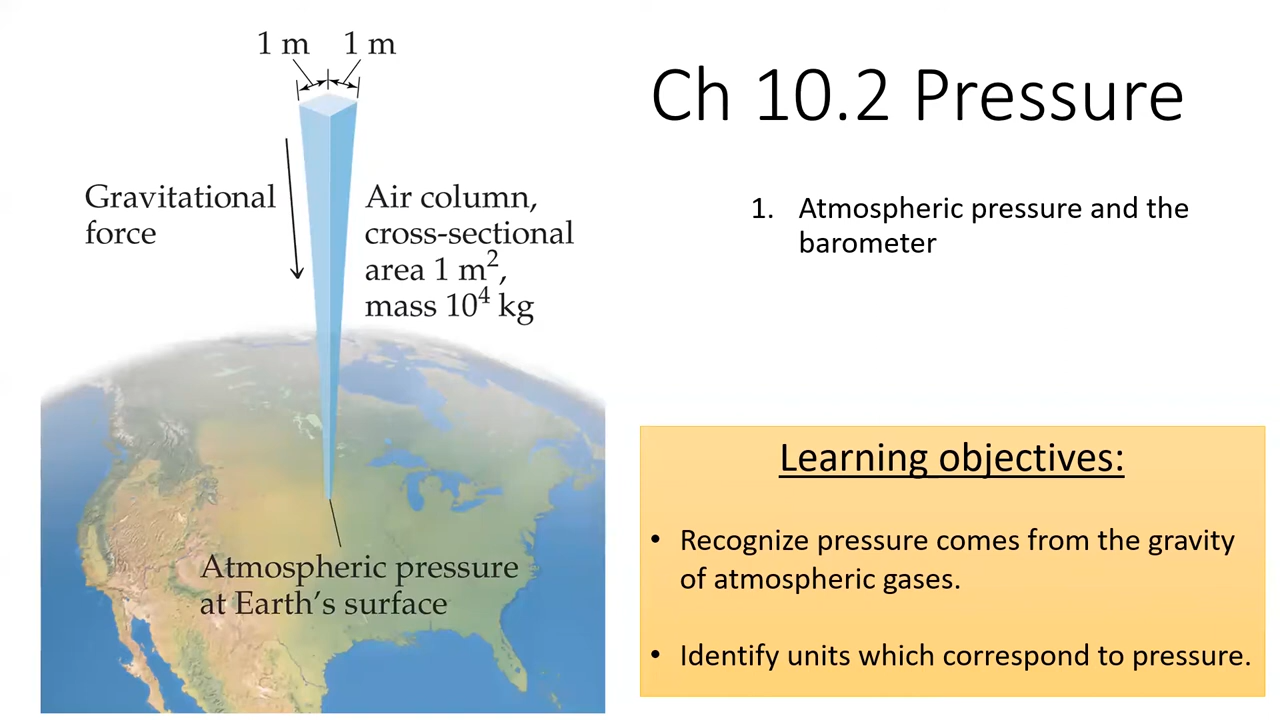 1 m 1 m
Gravitational
force
Air column,
cross-sectional
area 1 m²,
mass 10⁴ kg
Atmospheric pressure
at Earth’s surface
Ch 10.2 Pressure
1. Atmospheric pressure and the
barometer
Learning objectives:
• Recognize pressure comes from the gravity
of atmospheric gases.
• Identify units which correspond to pressure.